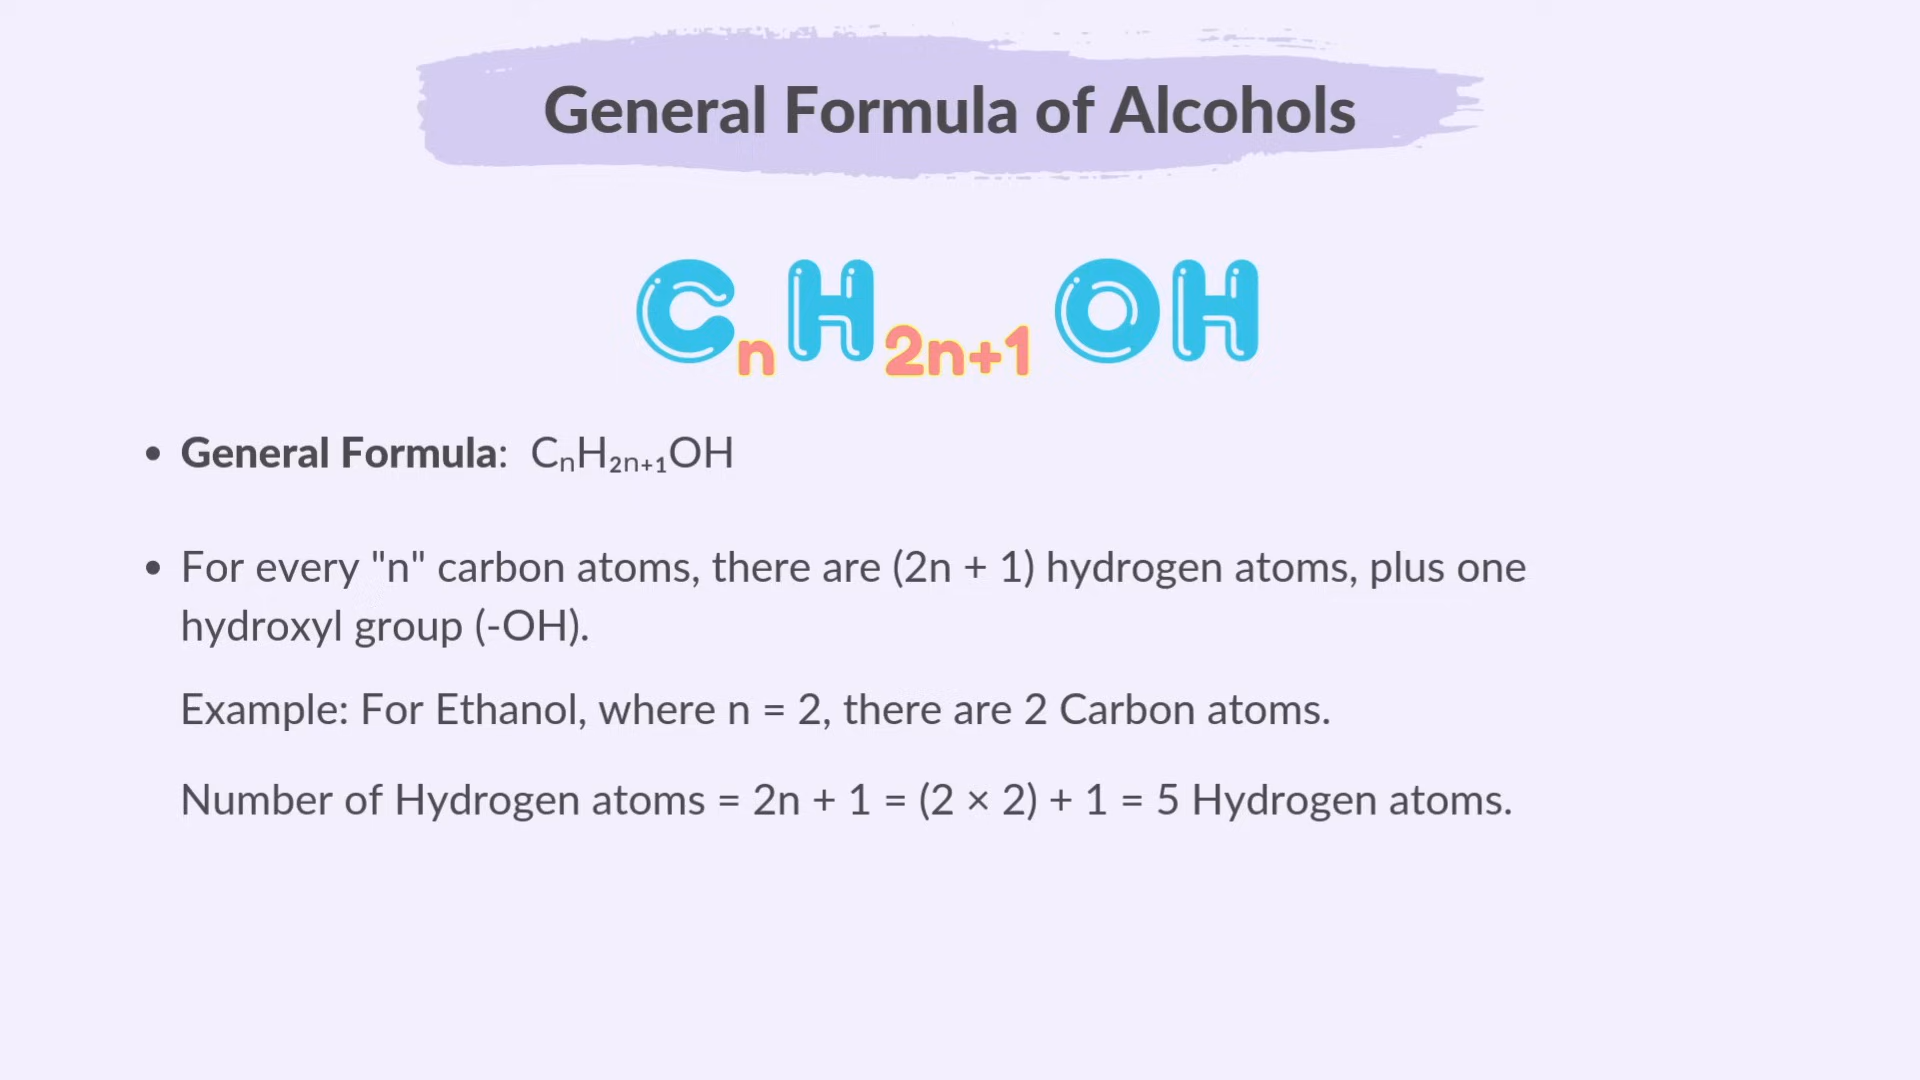 General Formula of Alcohols
CₙH₂ₙ₊₁ OH
• General Formula: CₙH₂ₙ₊₁OH
• For every "n" carbon atoms, there are (2n + 1) hydrogen atoms, plus one
hydroxyl group (-OH).
Example: For Ethanol, where n = 2, there are 2 Carbon atoms.
Number of Hydrogen atoms = 2n + 1 = (2 × 2) + 1 = 5 Hydrogen atoms.